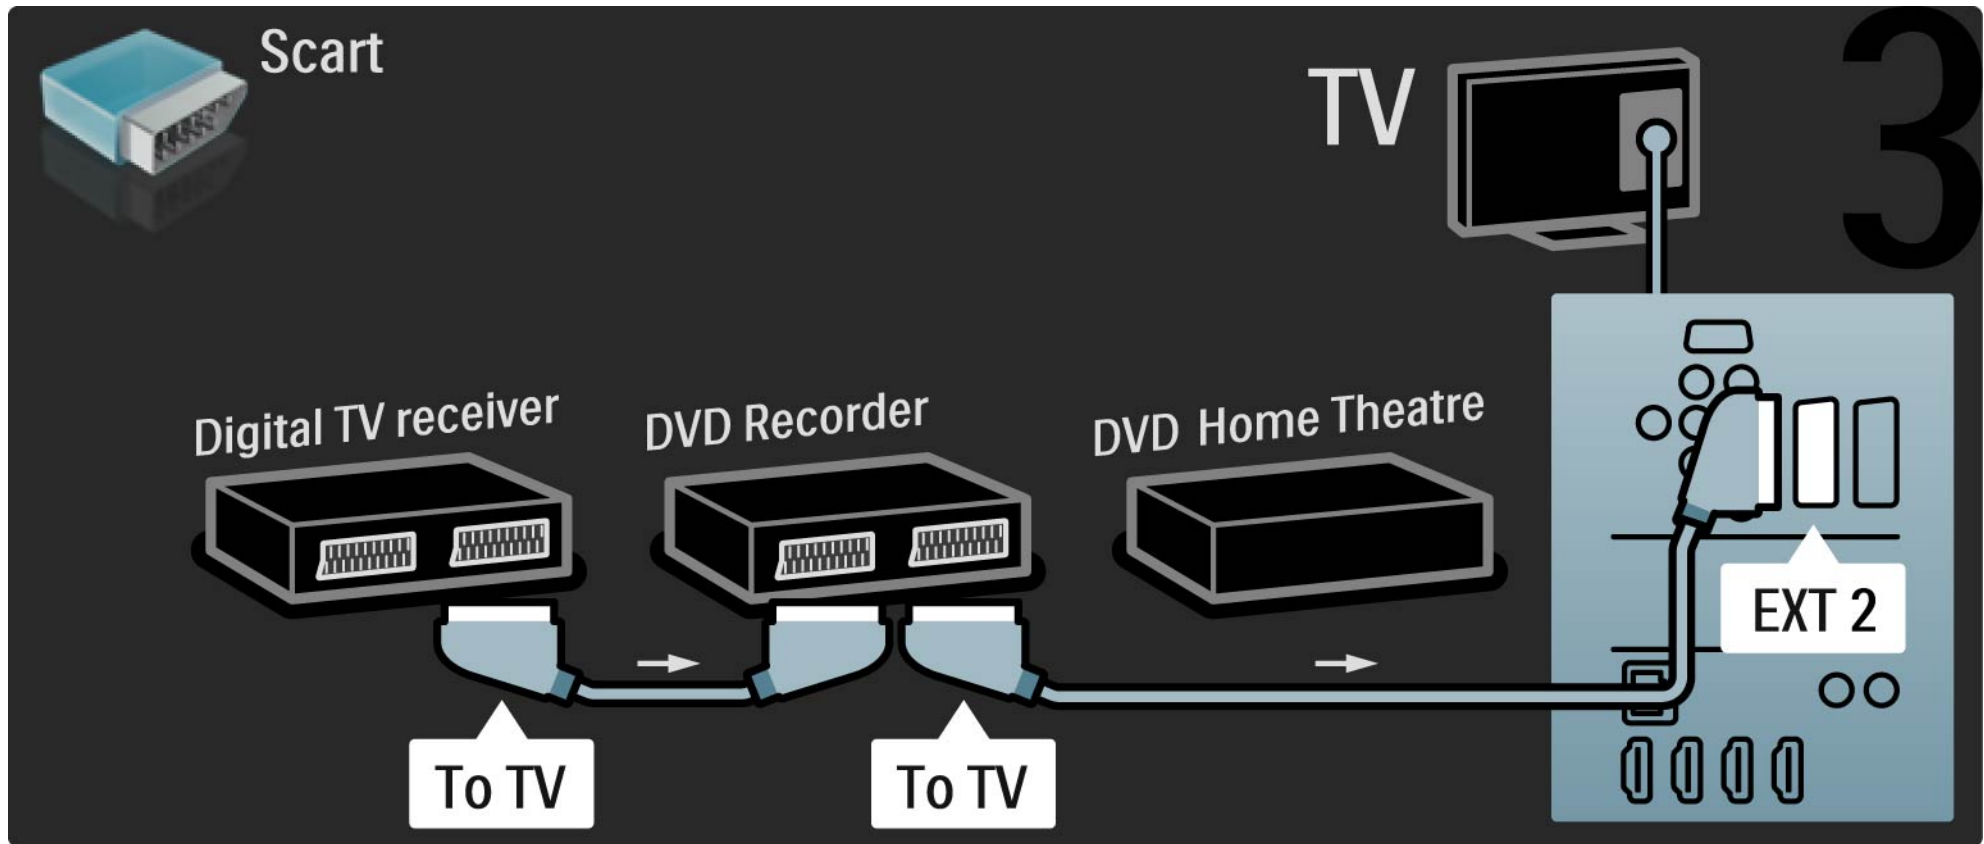 Scart
TV
3
Digital TV receiver
DVD Recorder
DVD Home Theatre
EXT 2
To TV
To TV